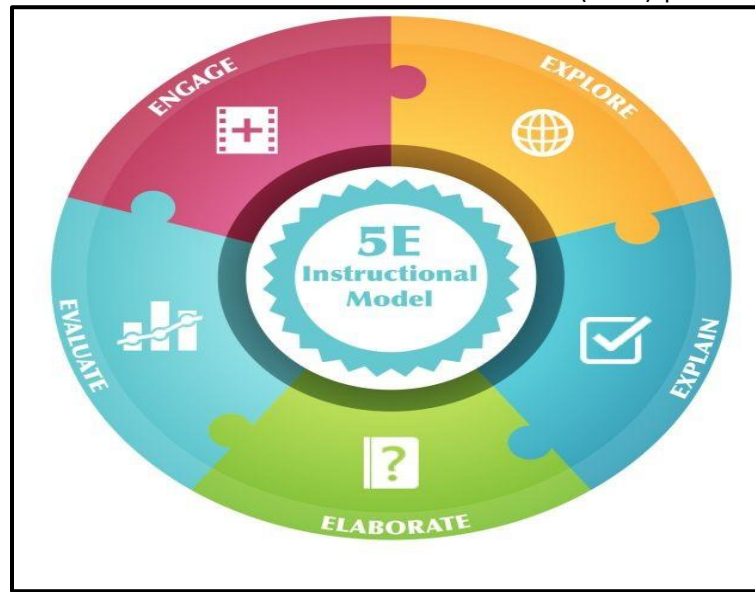 ENGAGE
EXPLORE
5E
Instructional
Model
EVALUATE
EXPLAIN
?
ELABORATE